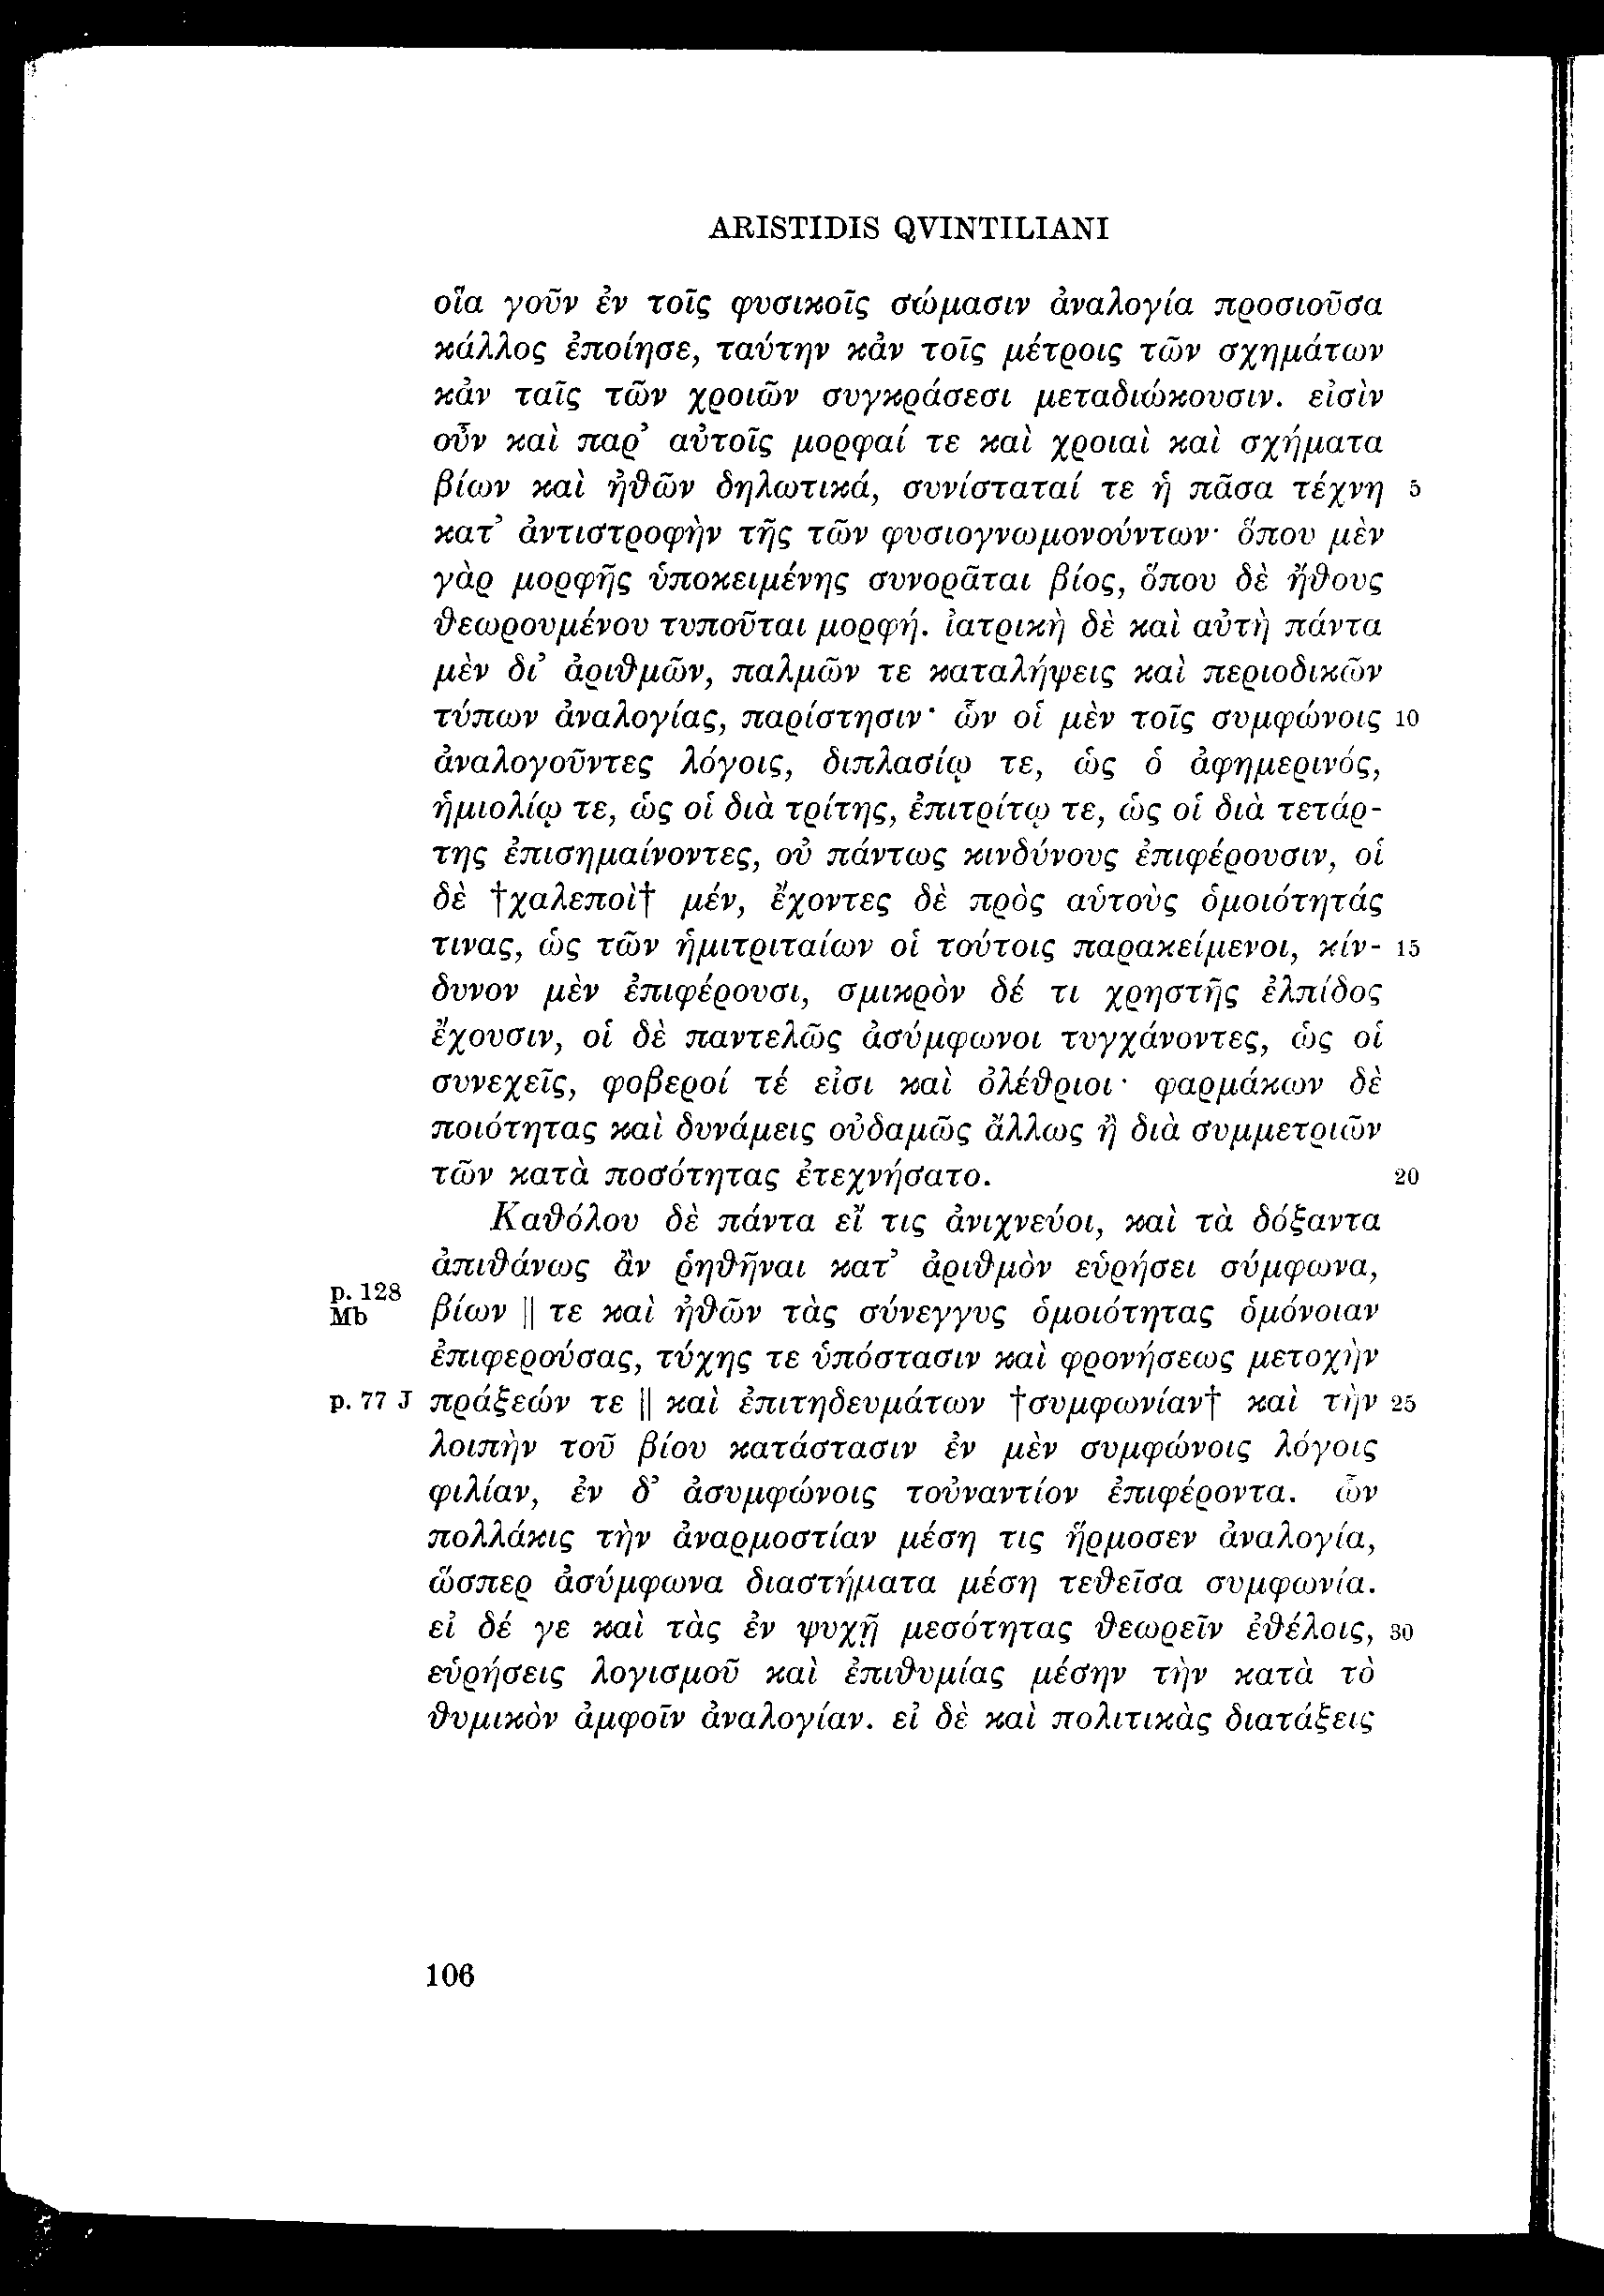 ARISTIDIS QVINTILIANI
οἵα γοῦν ἐν τοῖς φυσικοῖς σώμασιν ἀναλογία προσιοῦσα
κάλλος ἐποίησε, ταύτην κἀν τοῖς μέτροις τῶν σχημάτων
κἀν ταῖς τῶν χροιῶν συγκράσεσι μεταδιώκουσιν. εἰσὶν
οὖν καὶ παρ’ αὐτοῖς μορφαί τε καὶ χροιαὶ καὶ σχήματα
βίων καὶ ἠθῶν δηλωτικά, συνίσταταί τε ἡ πᾶσα τέχνη 5
κατ’ ἀντιστροφὴν τῆς τῶν φυσιογνωμονούντων· ὅπου μὲν
γὰρ μορφῆς ὑποκειμένης συνορᾶται βίος, ὅπου δὲ ἤθους
θεωρουμένου τυποῦται μορφή. ἰατρικὴ δὲ καὶ αὐτὴ πάντα
μὲν δι’ ἀριθμῶν, παλμῶν τε καταλήψεις καὶ περιοδικῶν
τύπων ἀναλογίας, παρίστησιν· ὧν οἱ μὲν τοῖς συμφώνοις 10
ἀναλογοῦντες λόγοις, διπλασίῳ τε, ὡς ὁ ἀφημερινός,
ἡμιολίῳ τε, ὡς οἱ διὰ τρίτης, ἐπιτρίτῳ τε, ὡς οἱ διὰ τετάρ-
της ἐπισημαίνοντες, οὐ πάντως κινδύνους ἐπιφέρουσιν, οἱ
δὲ †χαλεποὶ† μέν, ἔχοντες δὲ πρὸς αὑτοὺς ὁμοιότητάς
τινας, ὡς τῶν ἡμιτριταίων οἱ τούτοις παρακείμενοι, κίν- 15
δυνον μὲν ἐπιφέρουσι, σμικρὸν δέ τι χρηστῆς ἐλπίδος
ἔχουσιν, οἱ δὲ παντελῶς ἀσύμφωνοι τυγχάνοντες, ὡς οἱ
συνεχεῖς, φοβεροί τέ εἰσι καὶ ὀλέθριοι· φαρμάκων δὲ
ποιότητας καὶ δυνάμεις οὐδαμῶς ἄλλως ἢ διὰ συμμετριῶν
τῶν κατὰ ποσότητας ἐτεχνήσατο. 20
Καθόλου δὲ πάντα εἴ τις ἀνιχνεύοι, καὶ τὰ δόξαντα
ἀπιθάνως ἂν ῥηθῆναι κατ’ ἀριθμὸν εὑρήσει σύμφωνα,
p. 128
Mb βίων || τε καὶ ἠθῶν τὰς σύνεγγυς ὁμοιότητας ὁμόνοιαν
ἐπιφερούσας, τύχης τε ὑπόστασιν καὶ φρονήσεως μετοχὴν
p. 77 J πράξεών τε || καὶ ἐπιτηδευμάτων †συμφωνίαν† καὶ τὴν 25
λοιπὴν τοῦ βίου κατάστασιν ἐν μὲν συμφώνοις λόγοις
φιλίαν, ἐν δ’ ἀσυμφώνοις τοὐναντίον ἐπιφέροντα. ὧν
πολλάκις τὴν ἀναρμοστίαν μέση τις ἥρμοσεν ἀναλογία,
ὥσπερ ἀσύμφωνα διαστήματα μέση τεθεῖσα συμφωνία.
εἰ δέ γε καὶ τὰς ἐν ψυχῇ μεσότητας θεωρεῖν ἐθέλοις, 30
εὑρήσεις λογισμοῦ καὶ ἐπιθυμίας μέσην τὴν κατὰ τὸ
θυμικὸν ἀμφοῖν ἀναλογίαν. εἰ δὲ καὶ πολιτικὰς διατάξεις
106